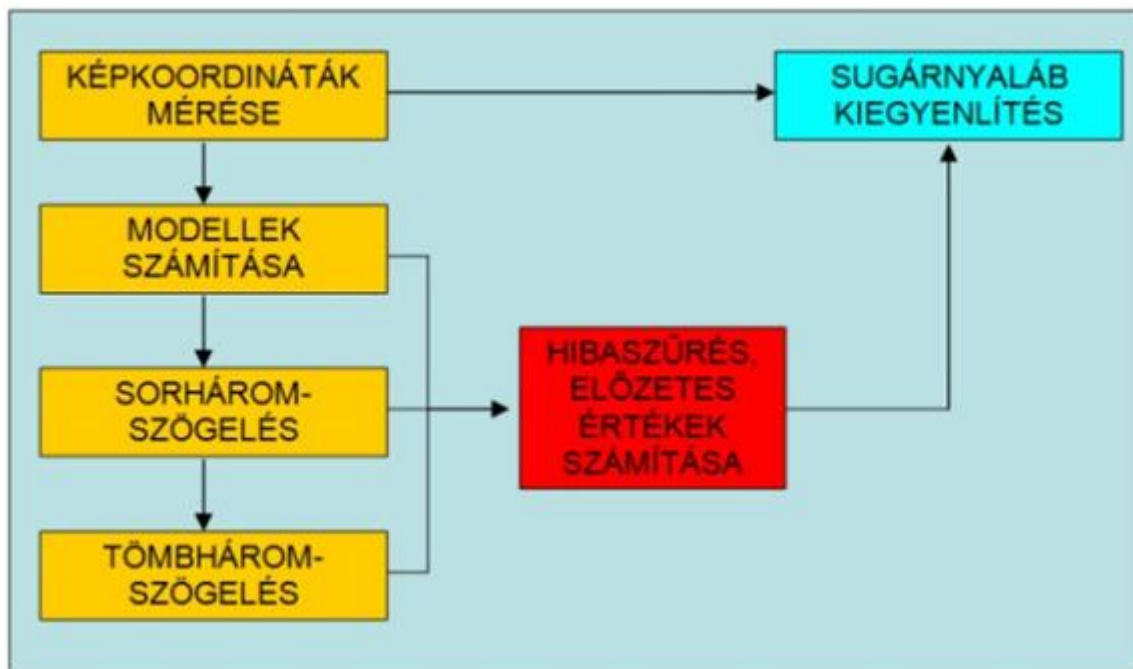 KÉPKOORDINÁTÁK
MÉRÉSE
SUGÁRNYALÁB
KIEGYENLÍTÉS
MODELLEK
SZÁMÍTÁSA
SORHÁROM-
SZÖGELÉS
HIBASZŰRÉS,
ELŐZETES
ÉRTÉKEK
SZÁMÍTÁSA
TÖMBHÁROM-
SZÖGELÉS